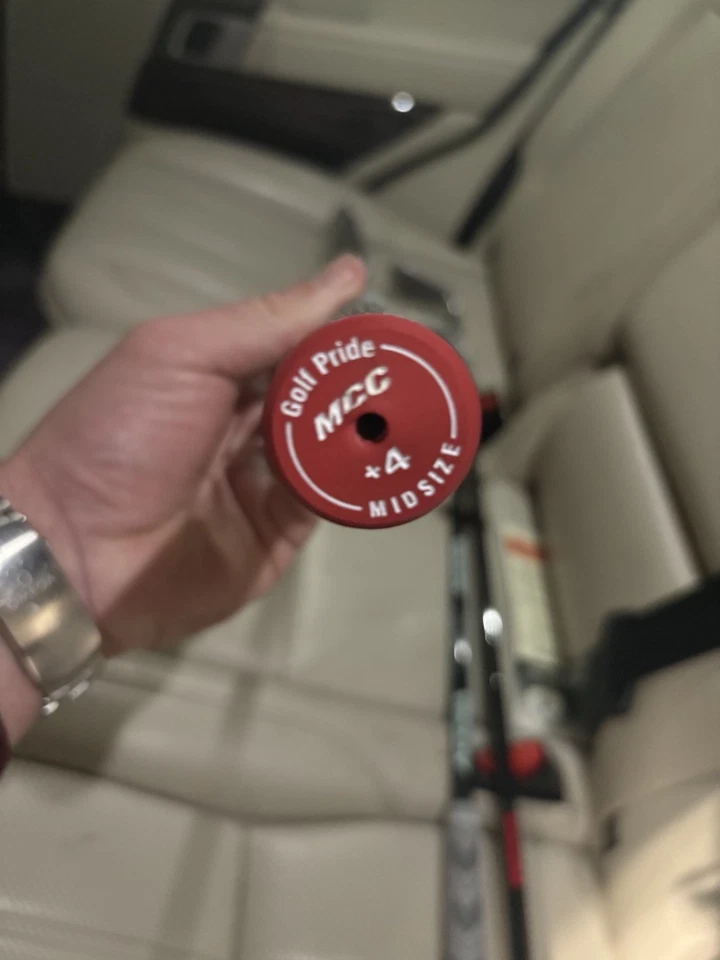 Golf Pride
MCC
+4
MIDSIZE